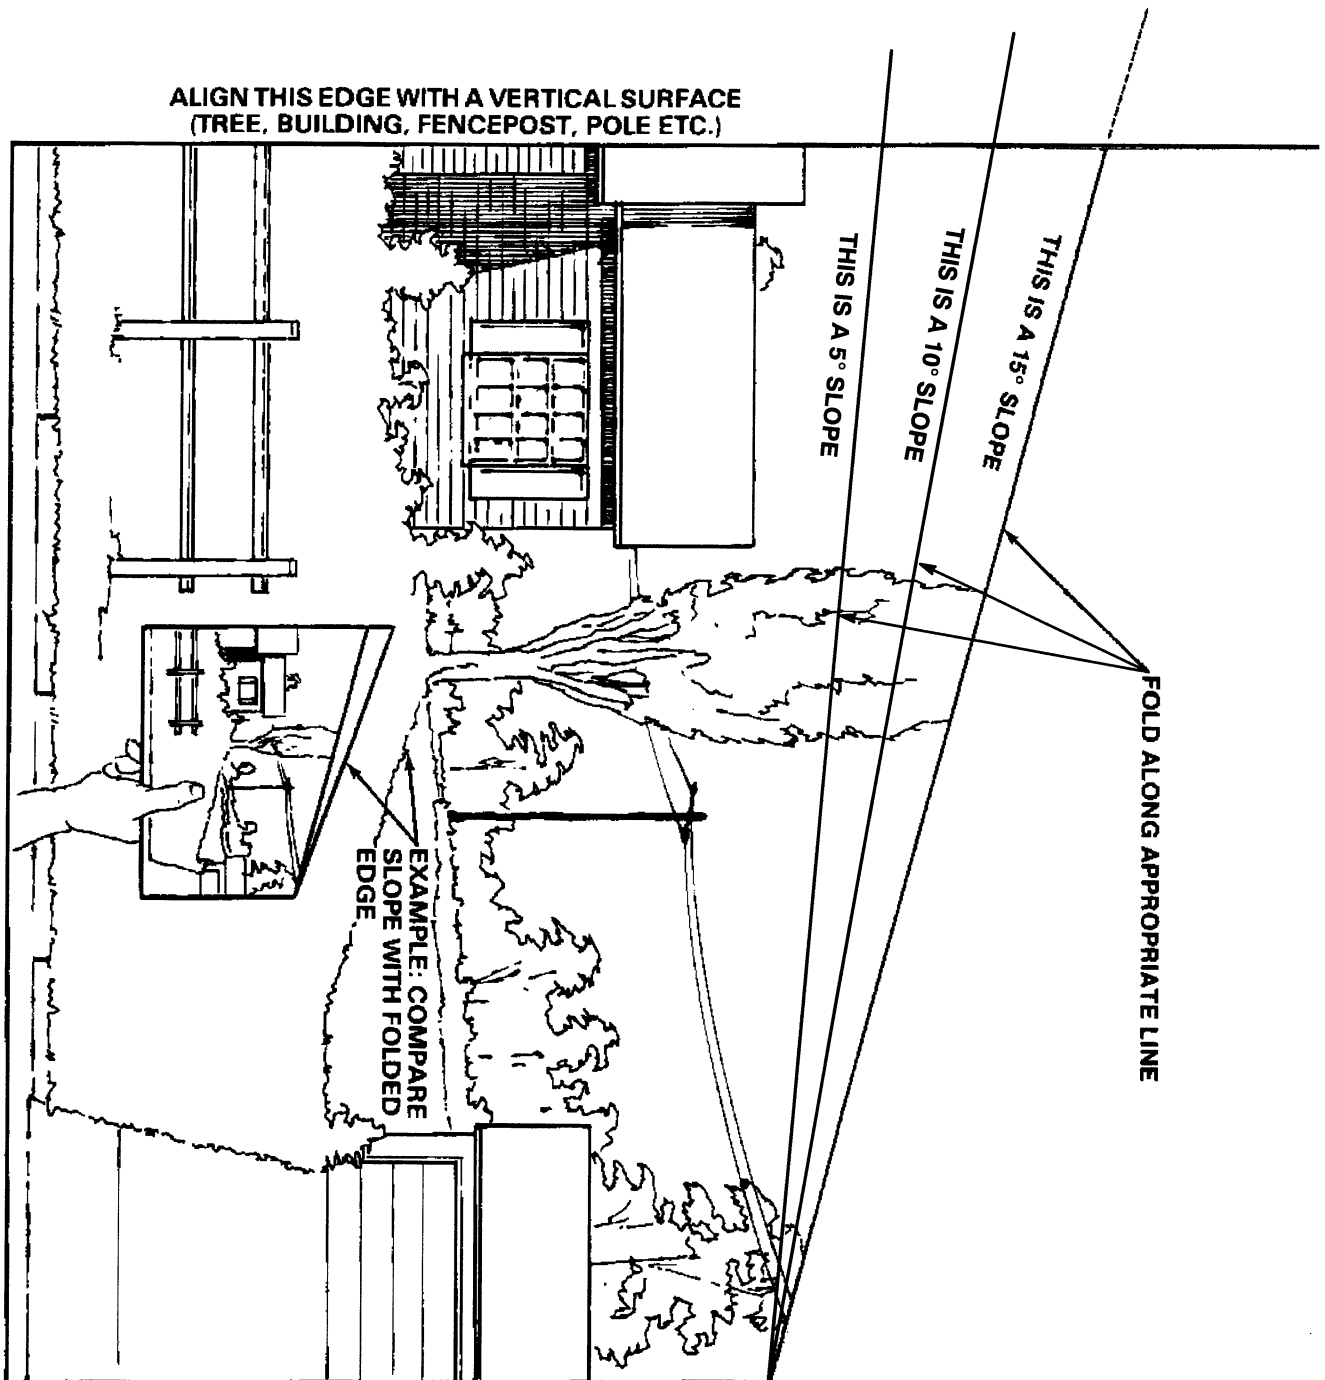 ALIGN THIS EDGE WITH A VERTICAL SURFACE
(TREE, BUILDING, FENCEPOST, POLE ETC.)
THIS IS A 5° SLOPE
THIS IS A 10° SLOPE
THIS IS A 15° SLOPE
FOLD ALONG APPROPRIATE LINE
EXAMPLE: COMPARE
SLOPE WITH FOLDED
EDGE